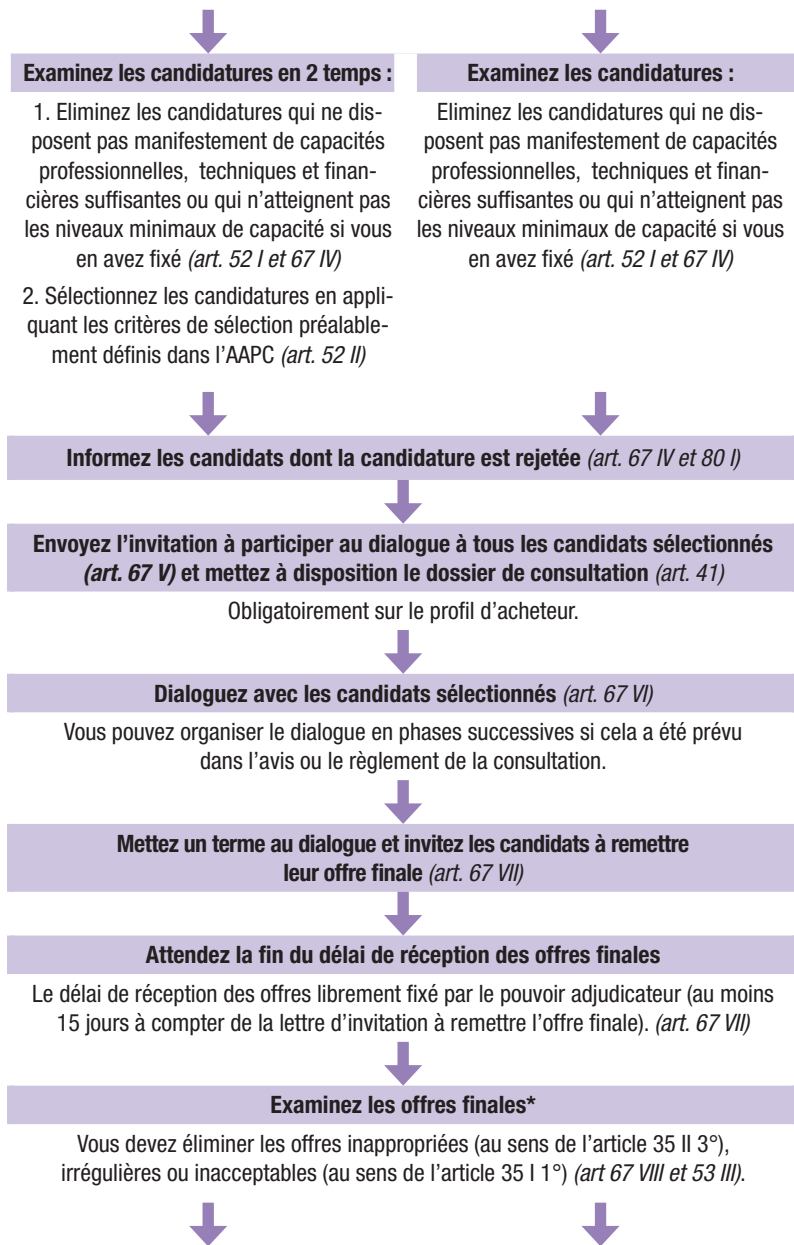 Examinez les candidatures en 2 temps :
1. Eliminez les candidatures qui ne dis-
posent pas manifestement de capacités
professionnelles, techniques et finan-
cières suffisantes ou qui n’atteignent pas
les niveaux minimaux de capacité si vous
en avez fixé (art. 52 I et 67 IV)
2. Sélectionnez les candidatures en appli-
quant les critères de sélection préalable-
ment définis dans l’AAPC (art. 52 II)
Examinez les candidatures :
Eliminez les candidatures qui ne dis-
posent pas manifestement de capacités
professionnelles, techniques et finan-
cières suffisantes ou qui n’atteignent pas
les niveaux minimaux de capacité si vous
en avez fixé (art. 52 I et 67 IV)
Informez les candidats dont la candidature est rejetée (art. 67 IV et 80 I)
Envoyez l’invitation à participer au dialogue à tous les candidats sélectionnés
(art. 67 V) et mettez à disposition le dossier de consultation (art. 41)
Obligatoirement sur le profil d’acheteur.
Dialoguez avec les candidats sélectionnés (art. 67 VI)
Vous pouvez organiser le dialogue en phases successives si cela a été prévu
dans l’avis ou le règlement de la consultation.
Mettez un terme au dialogue et invitez les candidats à remettre
leur offre finale (art. 67 VII)
Attendez la fin du délai de réception des offres finales
Le délai de réception des offres librement fixé par le pouvoir adjudicateur (au moins
15 jours à compter de la lettre d’invitation à remettre l’offre finale). (art. 67 VII)
Examinez les offres finales*
Vous devez éliminer les offres inappropriées (au sens de l’article 35 II 3°),
irrégulières ou inacceptables (au sens de l’article 35 I 1°) (art 67 VIII et 53 III).